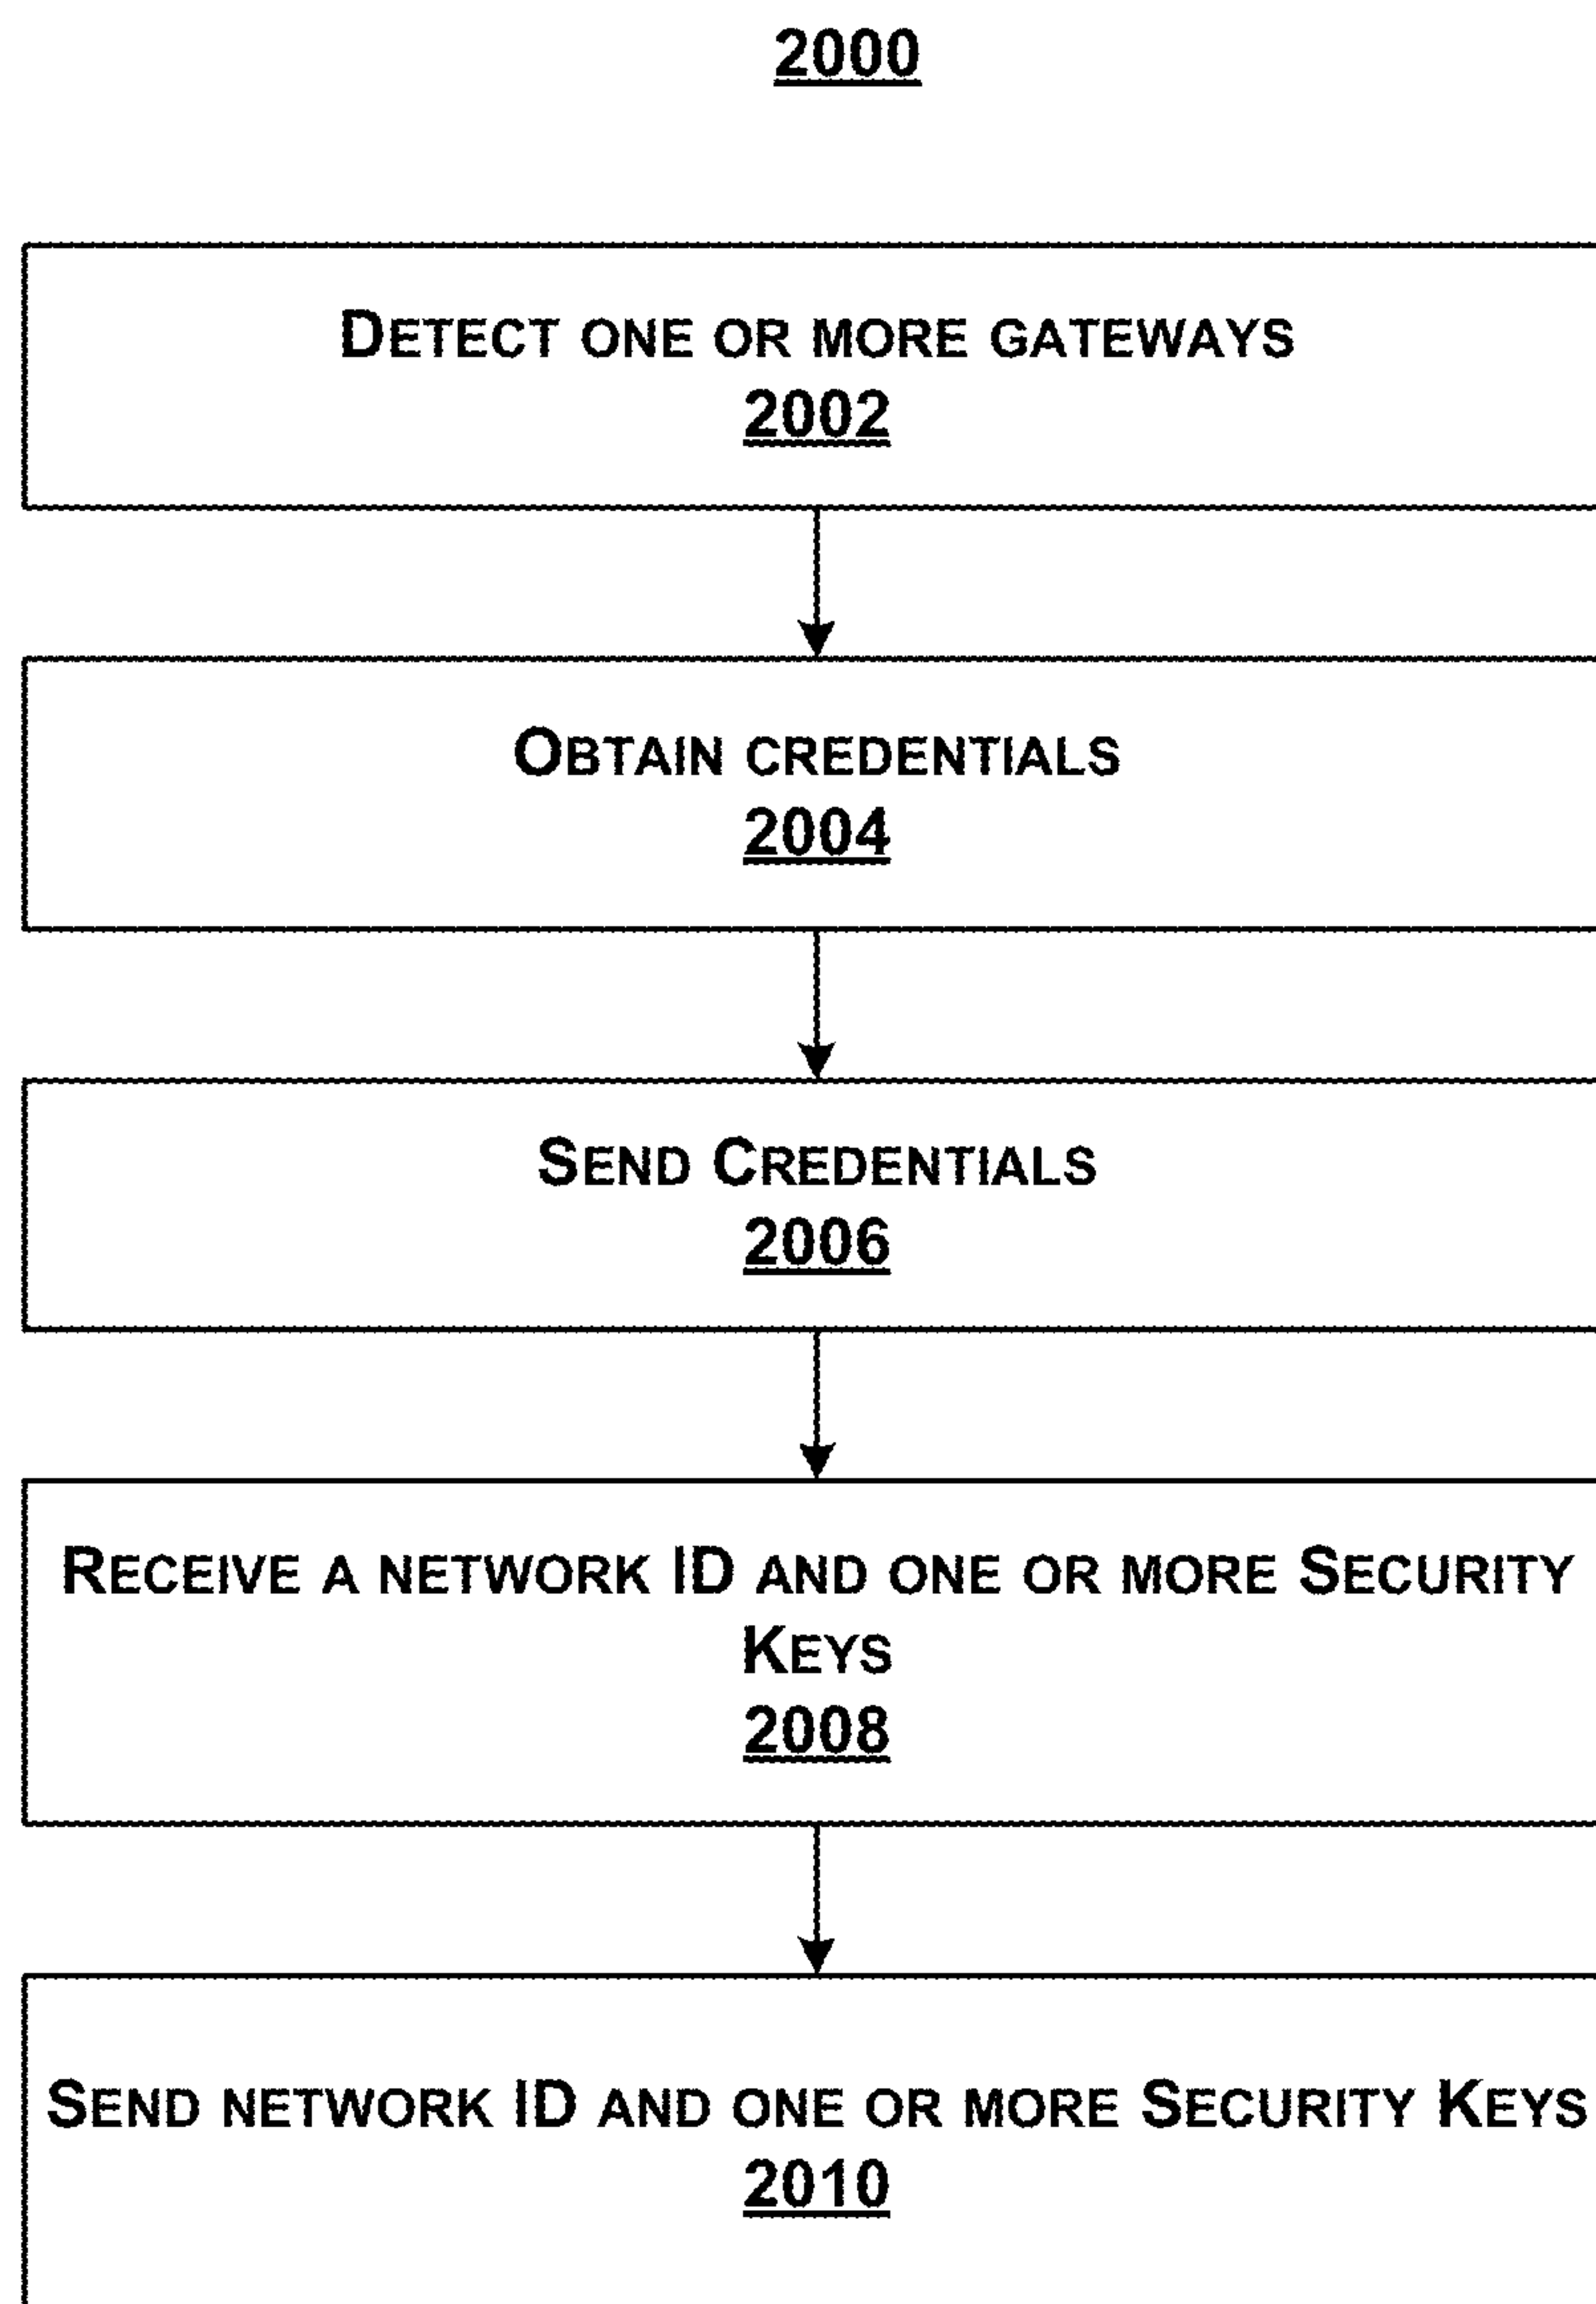 2000
Detect one or more gateways
2002
Obtain credentials
2004
Send Credentials
2006
Receive a network ID and one or more Security
Keys
2008
Send network ID and one or more Security Keys
2010